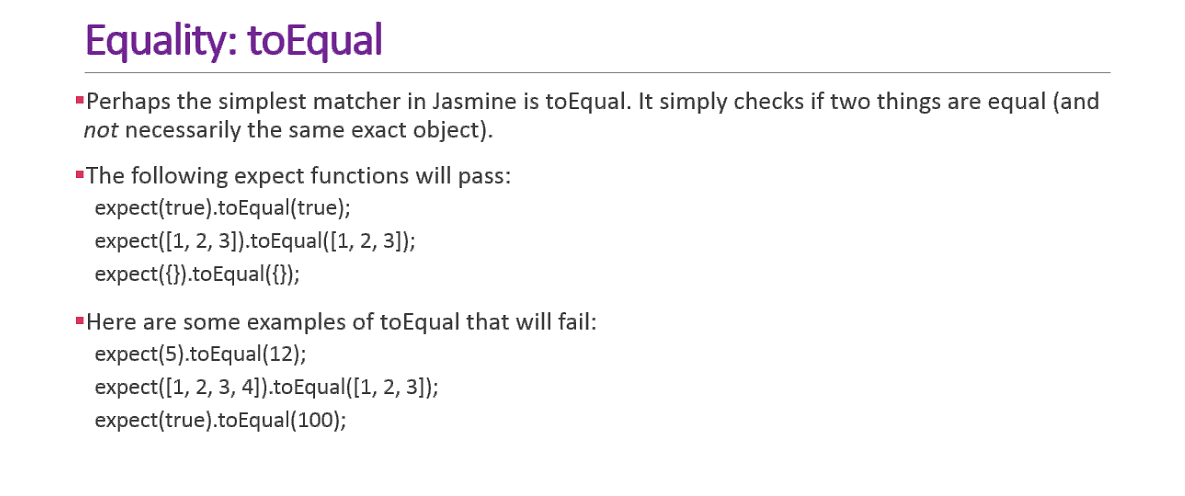 Equality: toEqual
▪Perhaps the simplest matcher in Jasmine is toEqual. It simply checks if two things are equal (and
not necessarily the same exact object).
▪The following expect functions will pass:
expect(true).toEqual(true);
expect([1, 2, 3]).toEqual([1, 2, 3]);
expect({}).toEqual({});
▪Here are some examples of toEqual that will fail:
expect(5).toEqual(12);
expect([1, 2, 3, 4]).toEqual([1, 2, 3]);
expect(true).toEqual(100);